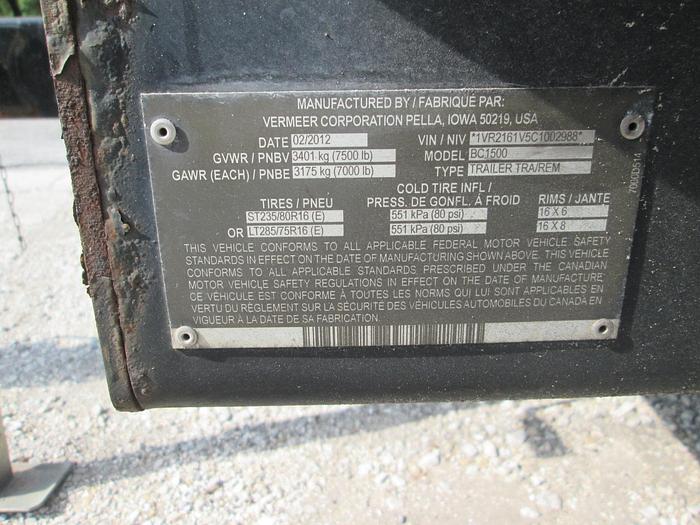 MANUFACTURED BY / FABRIQUÉ PAR:
VERMEER CORPORATION PELLA, IOWA 50219, USA
DATE 02/2012 VIN / NIV *1VR2161V5C1002988*
GVWR / PNBV 3401 kg (7500 lb) MODEL BC1500
GAWR (EACH) / PNBE 3175 kg (7000 lb) TYPE TRAILER TRA/REM
COLD TIRE INFL /
TIRES / PNEU PRESS. DE GONFL. À FROID RIMS / JANTE
ST235/80R16 (E) 551 kPa (80 psi) 16 X 6
OR LT285/75R16 (E) 551 kPa (80 psi) 16 X 8
THIS VEHICLE CONFORMS TO ALL APPLICABLE FEDERAL MOTOR VEHICLE SAFETY
STANDARDS IN EFFECT ON THE DATE OF MANUFACTURING SHOWN ABOVE. THIS VEHICLE
CONFORMS TO ALL APPLICABLE STANDARDS PRESCRIBED UNDER THE CANADIAN
MOTOR VEHICLE SAFETY REGULATIONS IN EFFECT ON THE DATE OF MANUFACTURE.
CE VÉHICULE EST CONFORME À TOUTES LES NORMS QUI LUI SONT APPLICABLES EN
VERTU DU RÈGLEMENT SUR LA SÉCURITÉ DES VÉHICULES AUTOMOBILES DU CANADA EN
VIGUEUR À LA DATE DE SA FABRICATION.